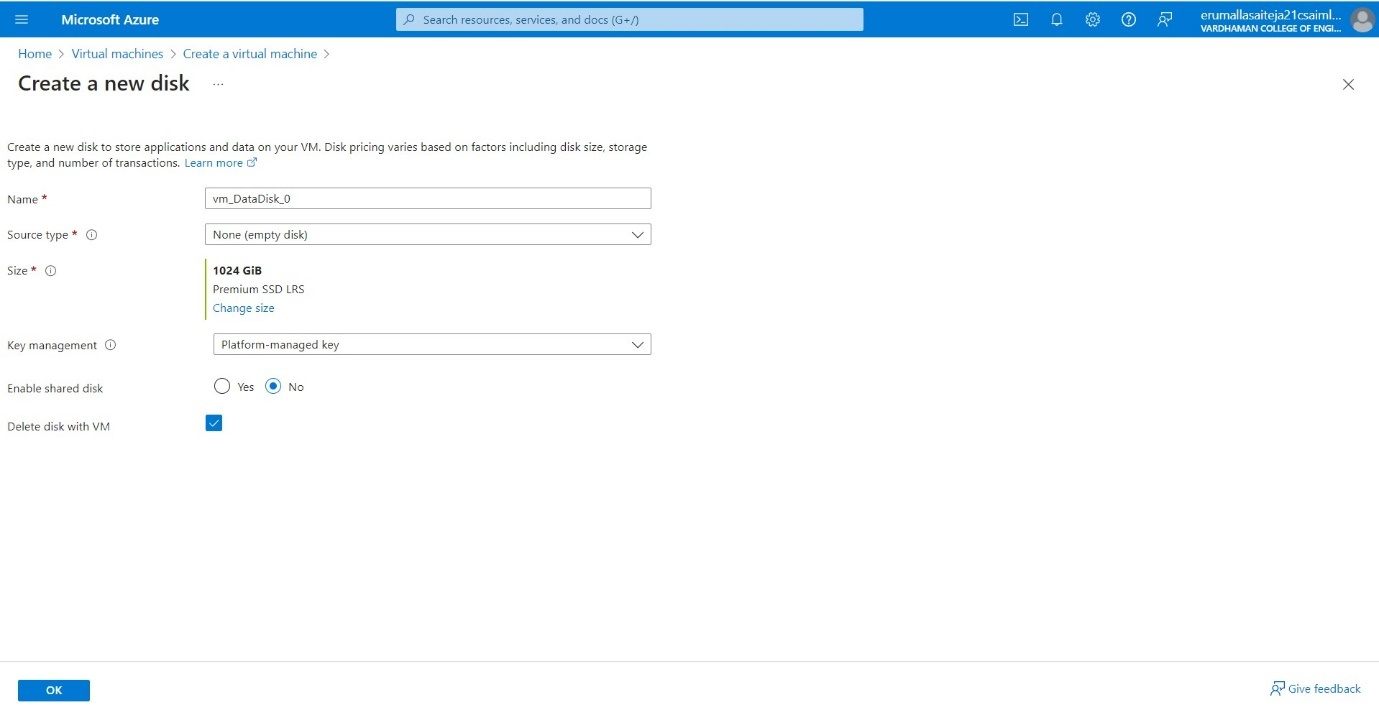 Microsoft Azure
Search resources, services, and docs (G+/)
erumallasaiteja21csaiml...
VARDHAMAN COLLEGE OF ENGI...
Home > Virtual machines > Create a virtual machine >
Create a new disk ...
Create a new disk to store applications and data on your VM. Disk pricing varies based on factors including disk size, storage
type, and number of transactions. Learn more
Name *
vm_DataDisk_0
Source type *
None (empty disk)
Size *
1024 GiB
Premium SSD LRS
Change size
Key management
Platform-managed key
Enable shared disk
Yes No
Delete disk with VM
OK
Give feedback